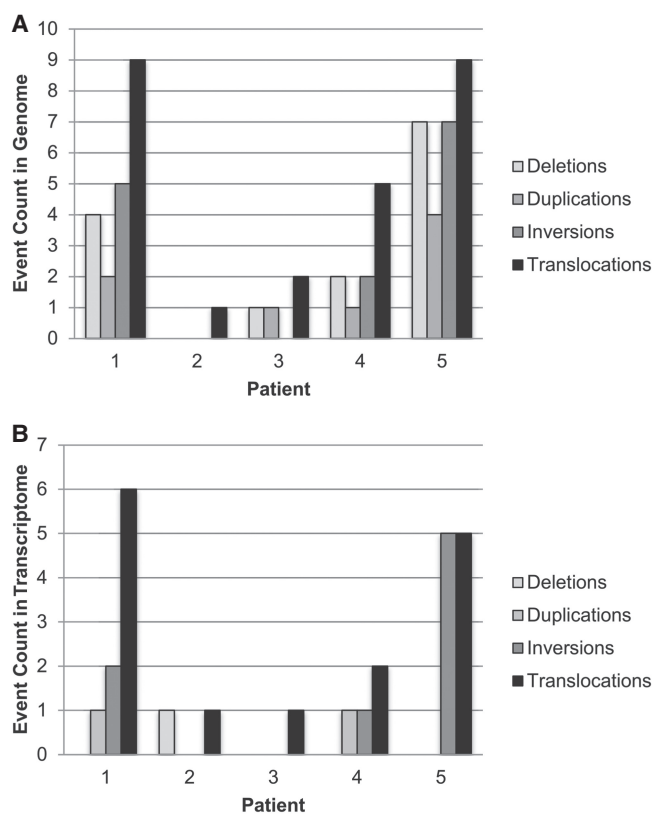 A
Event Count in Genome
10
9
8
7
6
5
4
3
2
1
0
1 2 3 4 5
Patient
Deletions
Duplications
Inversions
Translocations
B
Event Count in Transcriptome
7
6
5
4
3
2
1
0
1 2 3 4 5
Patient
Deletions
Duplications
Inversions
Translocations